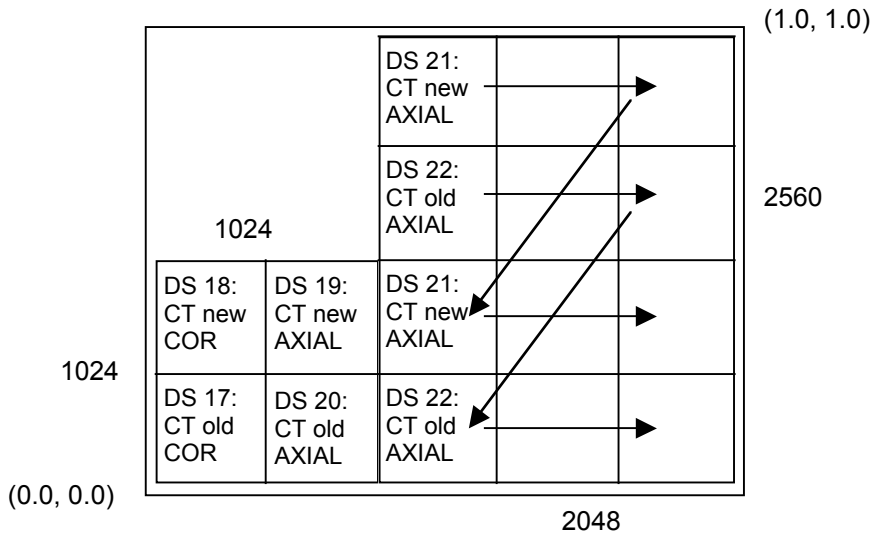 (1.0, 1.0)
DS 21:
CT new
AXIAL
DS 22:
CT old
AXIAL
2560
1024
DS 18:
CT new
COR
DS 19:
CT new
AXIAL
DS 21:
CT new
AXIAL
1024
DS 17:
CT old
COR
DS 20:
CT old
AXIAL
DS 22:
CT old
AXIAL
(0.0, 0.0)
2048